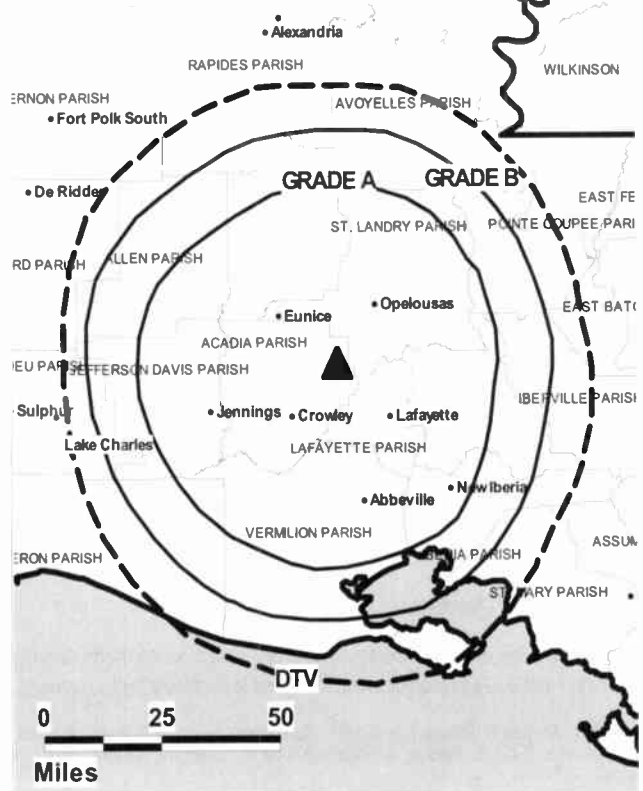 Alexandria
RAPIDES PARISH
WILKINSON
ERNON PARISH
AVOYELLES PARISH
Fort Polk South
GRADE A
GRADE B
De Ridder
EAST FE
ST. LANDRY PARISH
POINTE COUPEE PARI
ALLEN PARISH
RD PARISH
Opelousas
EAST BAT
Eunice
ACADIA PARISH
JEFFERSON DAVIS PARISH
IBERVILLE PARISH
Sulphur
Jennings
Crowley
Lafayette
Lake Charles
LAFAYETTE PARISH
New Iberia
Abbeville
VERMILION PARISH
ASSUM
ERON PARISH
PARISH
ST. MARY PARISH
DTV
0 25 50
Miles